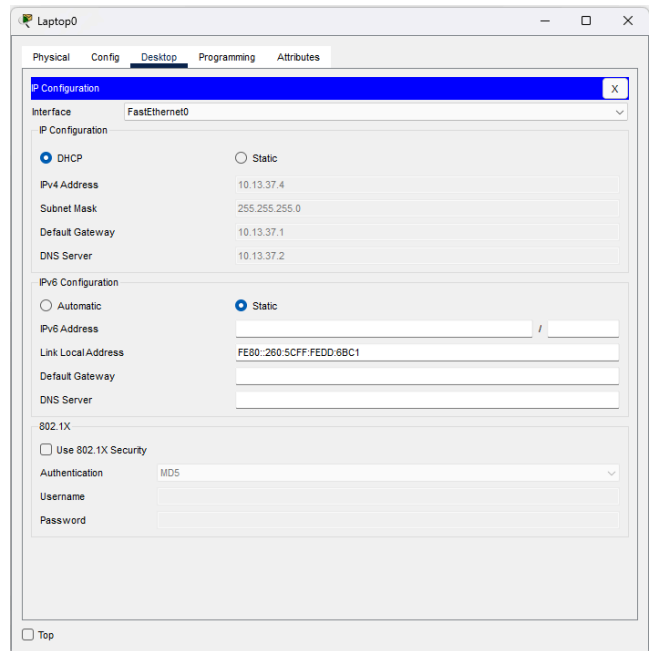 Laptop0
Physical Config Desktop Programming Attributes
IP Configuration X
Interface FastEthernet0
IP Configuration
DHCP Static
IPv4 Address 10.13.37.4
Subnet Mask 255.255.255.0
Default Gateway 10.13.37.1
DNS Server 10.13.37.2
IPv6 Configuration
Automatic Static
IPv6 Address /
Link Local Address FE80::260:5CFF:FEDD:6BC1
Default Gateway
DNS Server
802.1X
Use 802.1X Security
Authentication MD5
Username
Password
Top